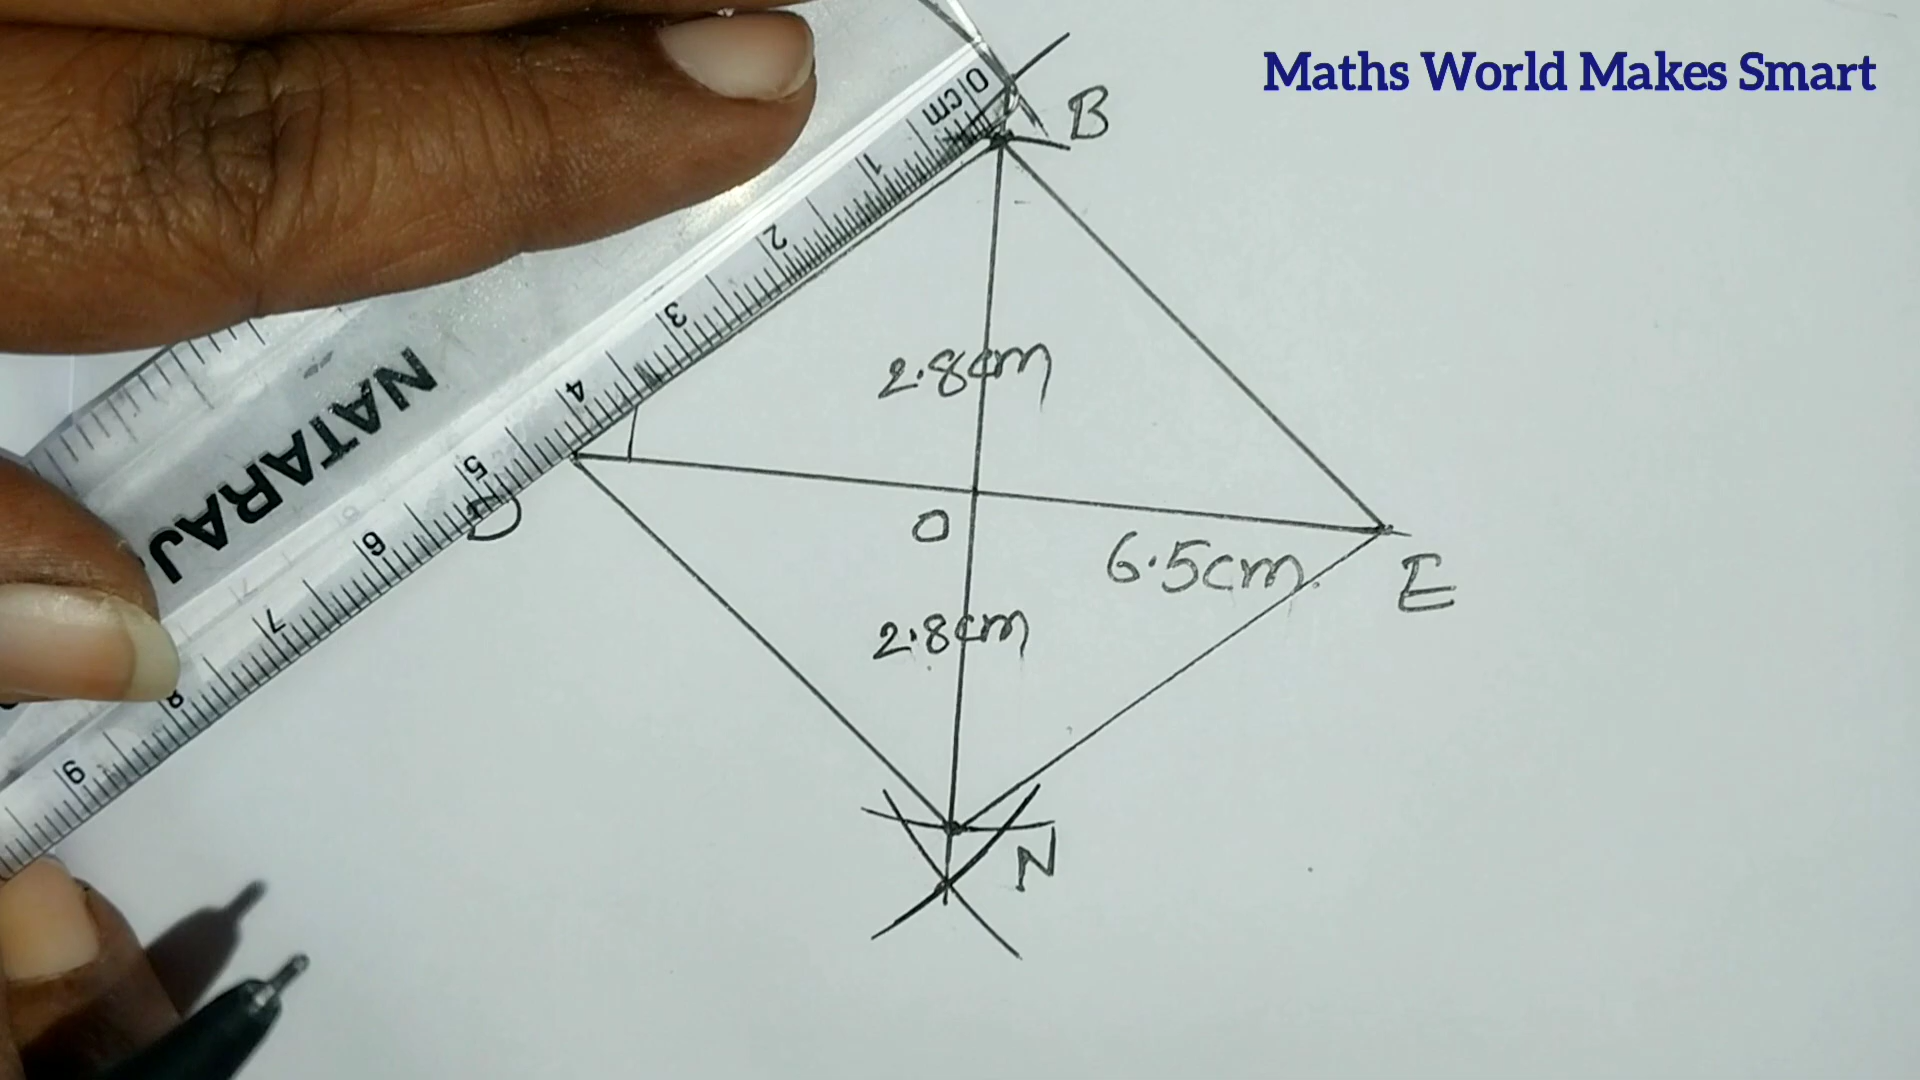 Maths World Makes Smart
B
0 cm 1 2 3 4 5 6 7 8 9
NATARAJ
2.8cm
D
O
6.5cm
E
2.8cm
N